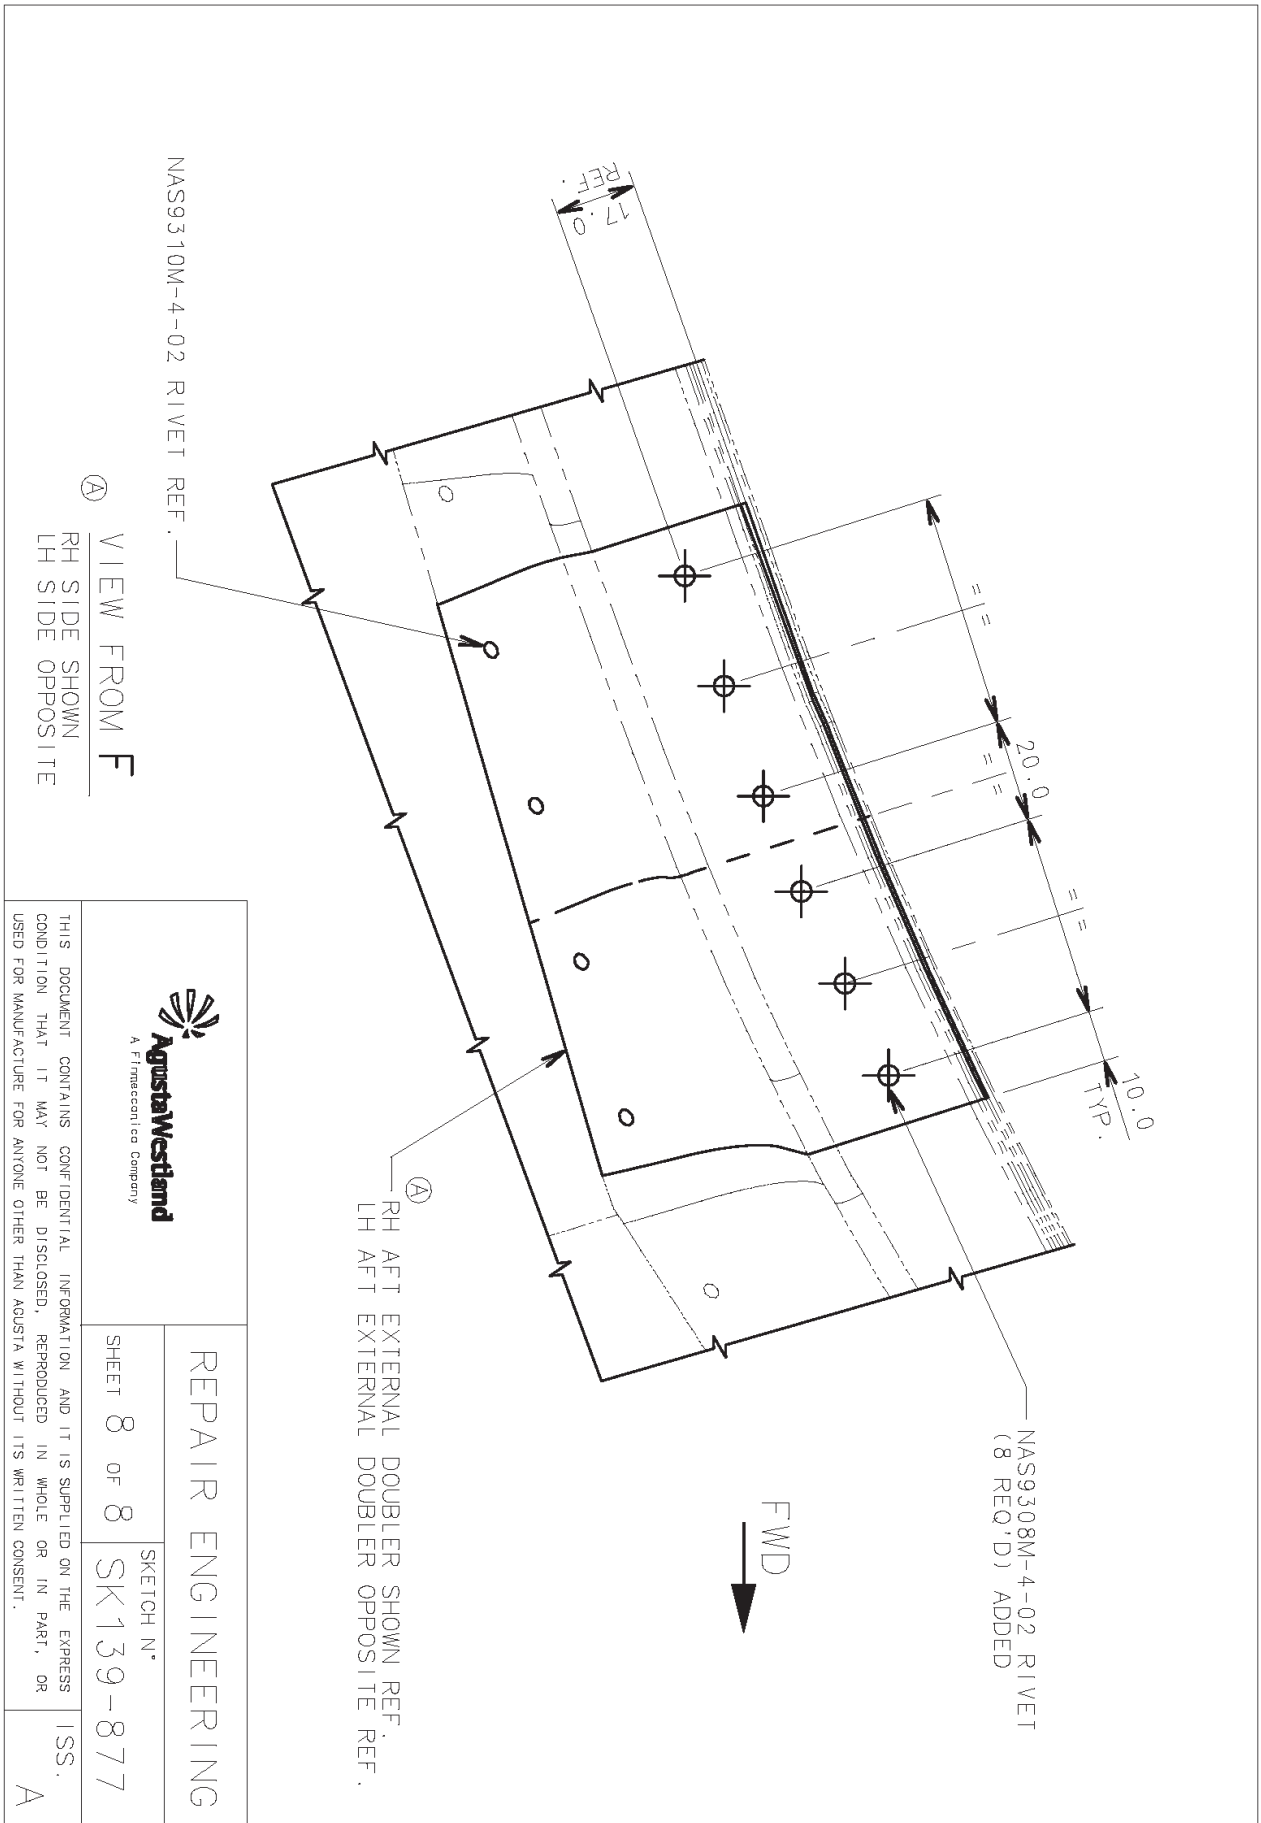 17.0
REF.
= =
20.0
= =
= =
10.0
TYP.
NAS9308M-4-02 RIVET
(8 REQ'D) ADDED
FWD
NAS9310M-4-02 RIVET REF.
A
RH AFT EXTERNAL DOUBLER SHOWN REF.
LH AFT EXTERNAL DOUBLER OPPOSITE REF.
A
VIEW FROM F
RH SIDE SHOWN
LH SIDE OPPOSITE
AgustaWestland
A Finmeccanica Company
REPAIR ENGINEERING
SHEET 8 OF 8
SKETCH N°
SK139-877
THIS DOCUMENT CONTAINS CONFIDENTIAL INFORMATION AND IT IS SUPPLIED ON THE EXPRESS
CONDITION THAT IT MAY NOT BE DISCLOSED, REPRODUCED IN WHOLE OR IN PART, OR
USED FOR MANUFACTURE FOR ANYONE OTHER THAN AGUSTA WITHOUT ITS WRITTEN CONSENT.
ISS.
A